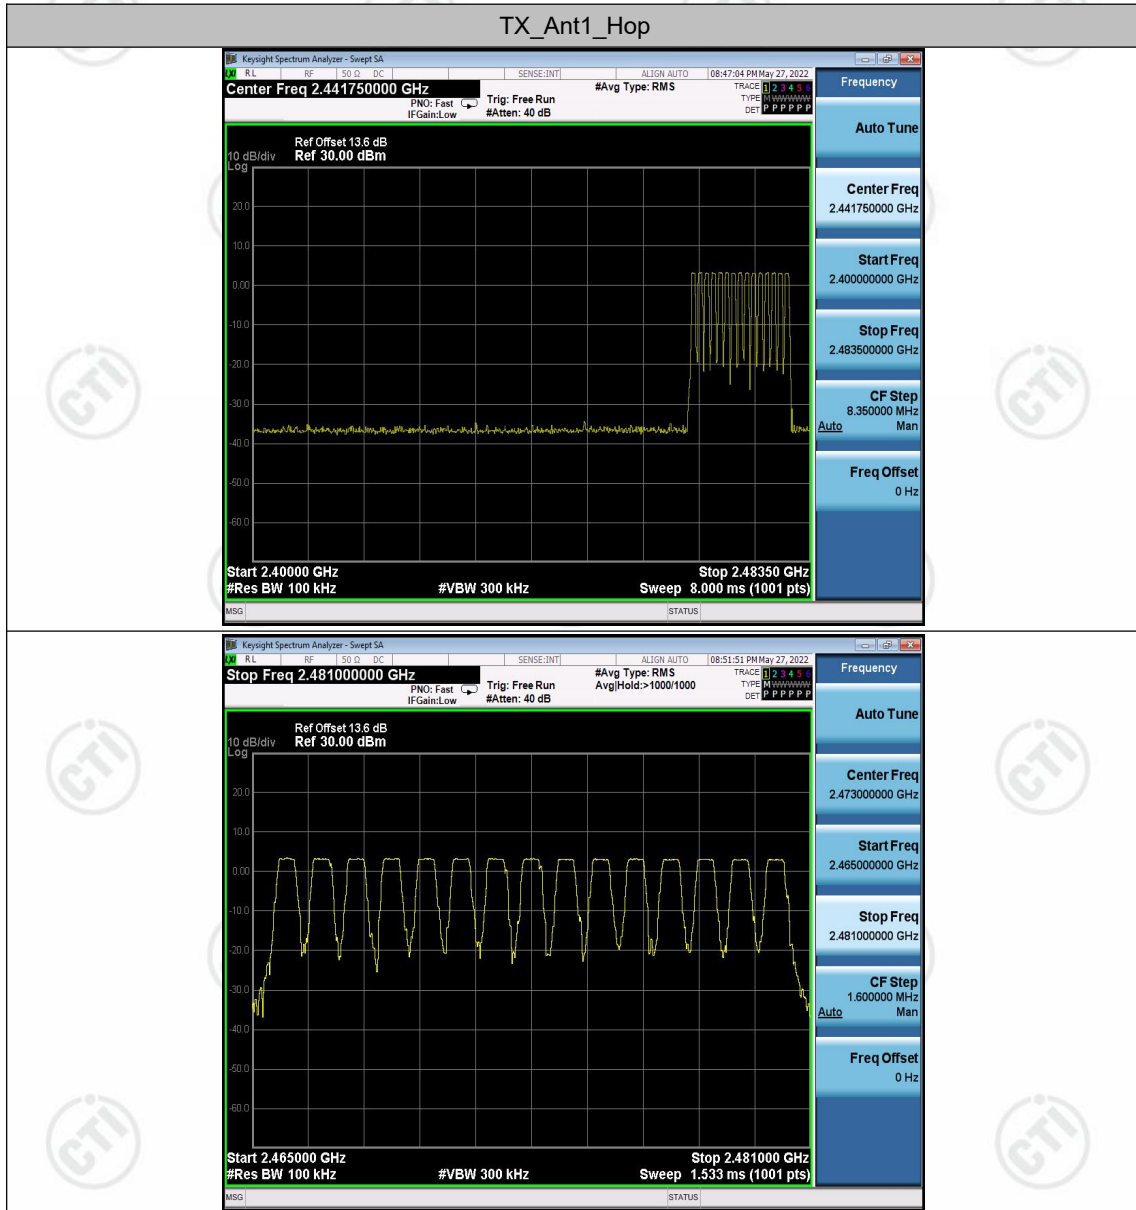 TX_Ant1_Hop
Keysight Spectrum Analyzer - Swept SA
LXI RL RF 50 Ω DC SENSE:INT ALIGN AUTO 08:47:04 PM May 27, 2022
Center Freq 2.441750000 GHz
PNO: Fast
IFGain:Low
Trig: Free Run
#Atten: 40 dB
#Avg Type: RMS
TRACE 1 2 3 4 5 6
TYPE M WWWWW
DET P P P P P P
Ref Offset 13.6 dB
10 dB/div Ref 30.00 dBm
Log
20.0
10.0
0.00
-10.0
-20.0
-30.0
-40.0
-50.0
-60.0
Start 2.40000 GHz Stop 2.48350 GHz
#Res BW 100 kHz #VBW 300 kHz Sweep 8.000 ms (1001 pts)
MSG STATUS
Frequency
Auto Tune
Center Freq
2.441750000 GHz
Start Freq
2.400000000 GHz
Stop Freq
2.483500000 GHz
CF Step
8.350000 MHz
Auto Man
Freq Offset
0 Hz
Keysight Spectrum Analyzer - Swept SA
LXI RL RF 50 Ω DC SENSE:INT ALIGN AUTO 08:51:51 PM May 27, 2022
Stop Freq 2.481000000 GHz
PNO: Fast
IFGain:Low
Trig: Free Run
#Atten: 40 dB
#Avg Type: RMS
Avg|Hold:>1000/1000
TRACE 1 2 3 4 5 6
TYPE M WWWWW
DET P P P P P P
Ref Offset 13.6 dB
10 dB/div Ref 30.00 dBm
Log
20.0
10.0
0.00
-10.0
-20.0
-30.0
-40.0
-50.0
-60.0
Start 2.465000 GHz Stop 2.481000 GHz
#Res BW 100 kHz #VBW 300 kHz Sweep 1.533 ms (1001 pts)
MSG STATUS
Frequency
Auto Tune
Center Freq
2.473000000 GHz
Start Freq
2.465000000 GHz
Stop Freq
2.481000000 GHz
CF Step
1.600000 MHz
Auto Man
Freq Offset
0 Hz
CTI
CTI
CTI
CTI
CTI
CTI